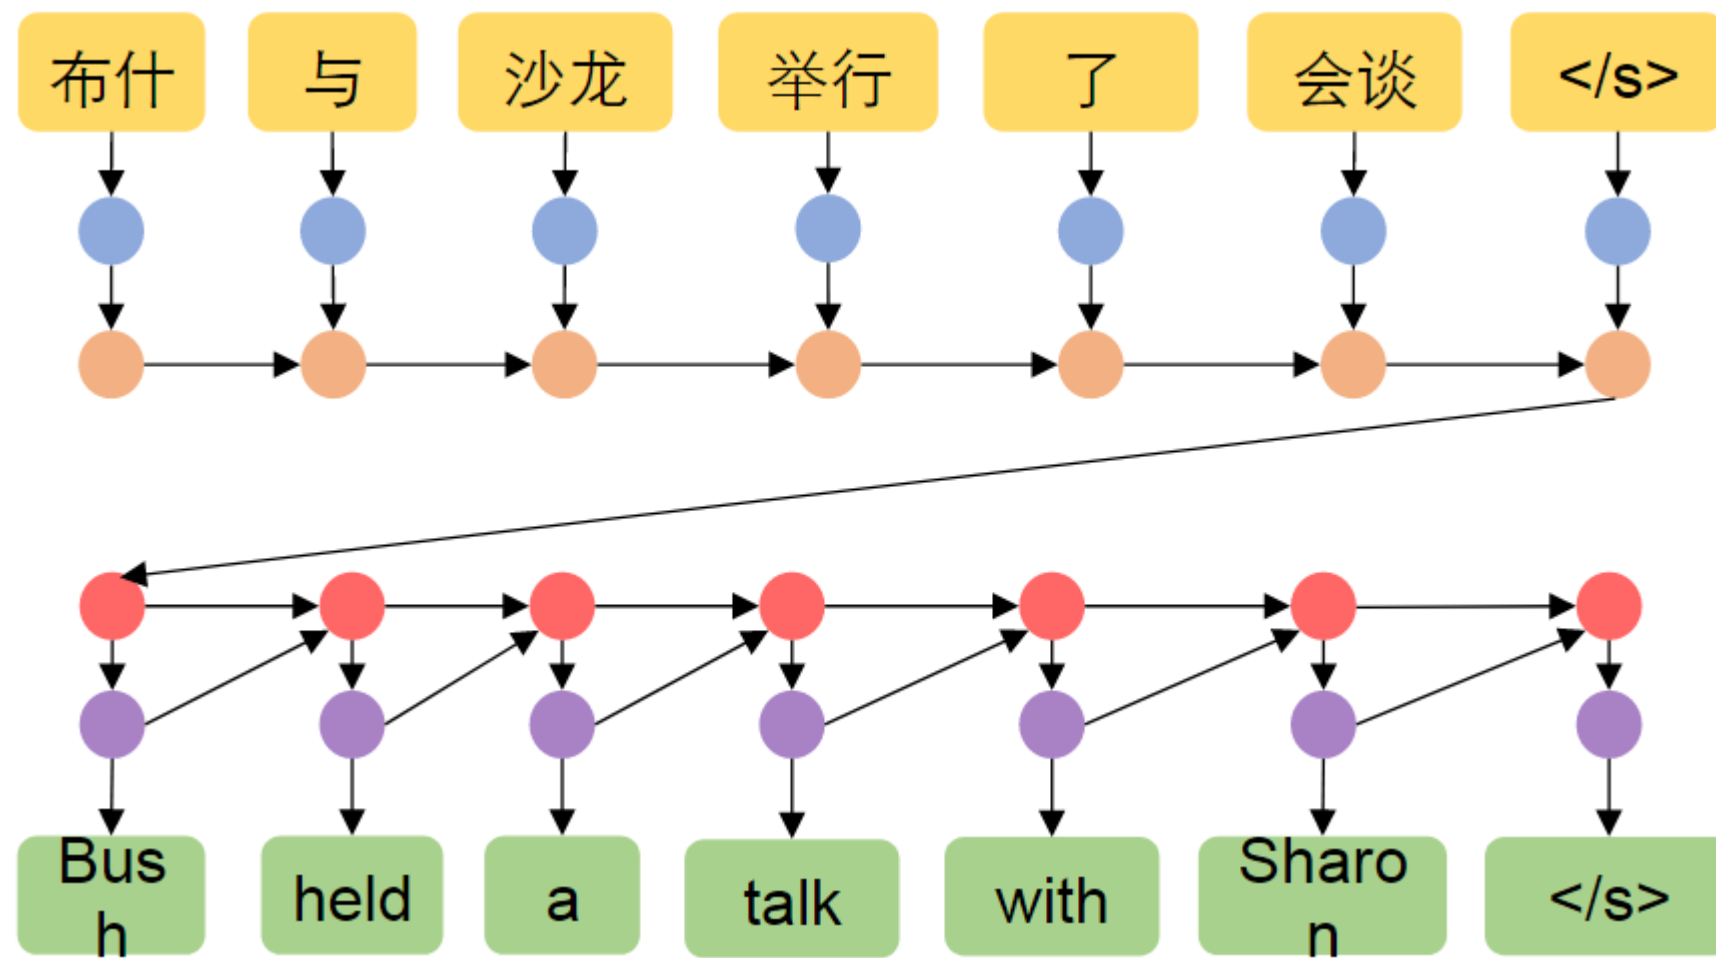 布什 与 沙龙 举行 了 会谈 </s>
Bus
h
held a talk with
Sharo
n
</s>